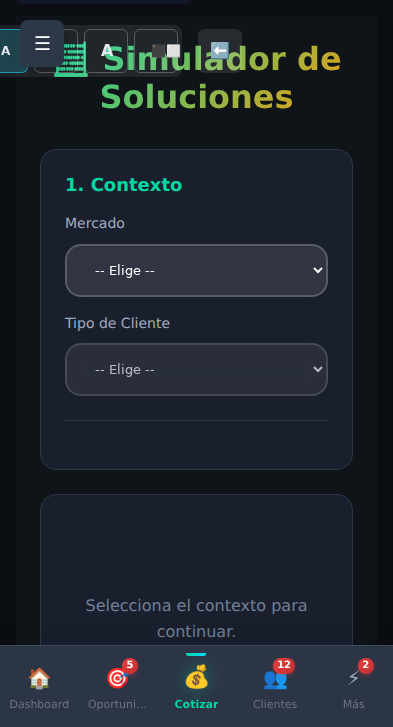 A
A
Simulador de
Soluciones
1. Contexto
Mercado
-- Elige --
Tipo de Cliente
-- Elige --
Selecciona el contexto para
continuar.
5
12
2
Dashboard
Oportuni...
Cotizar
Clientes
Más